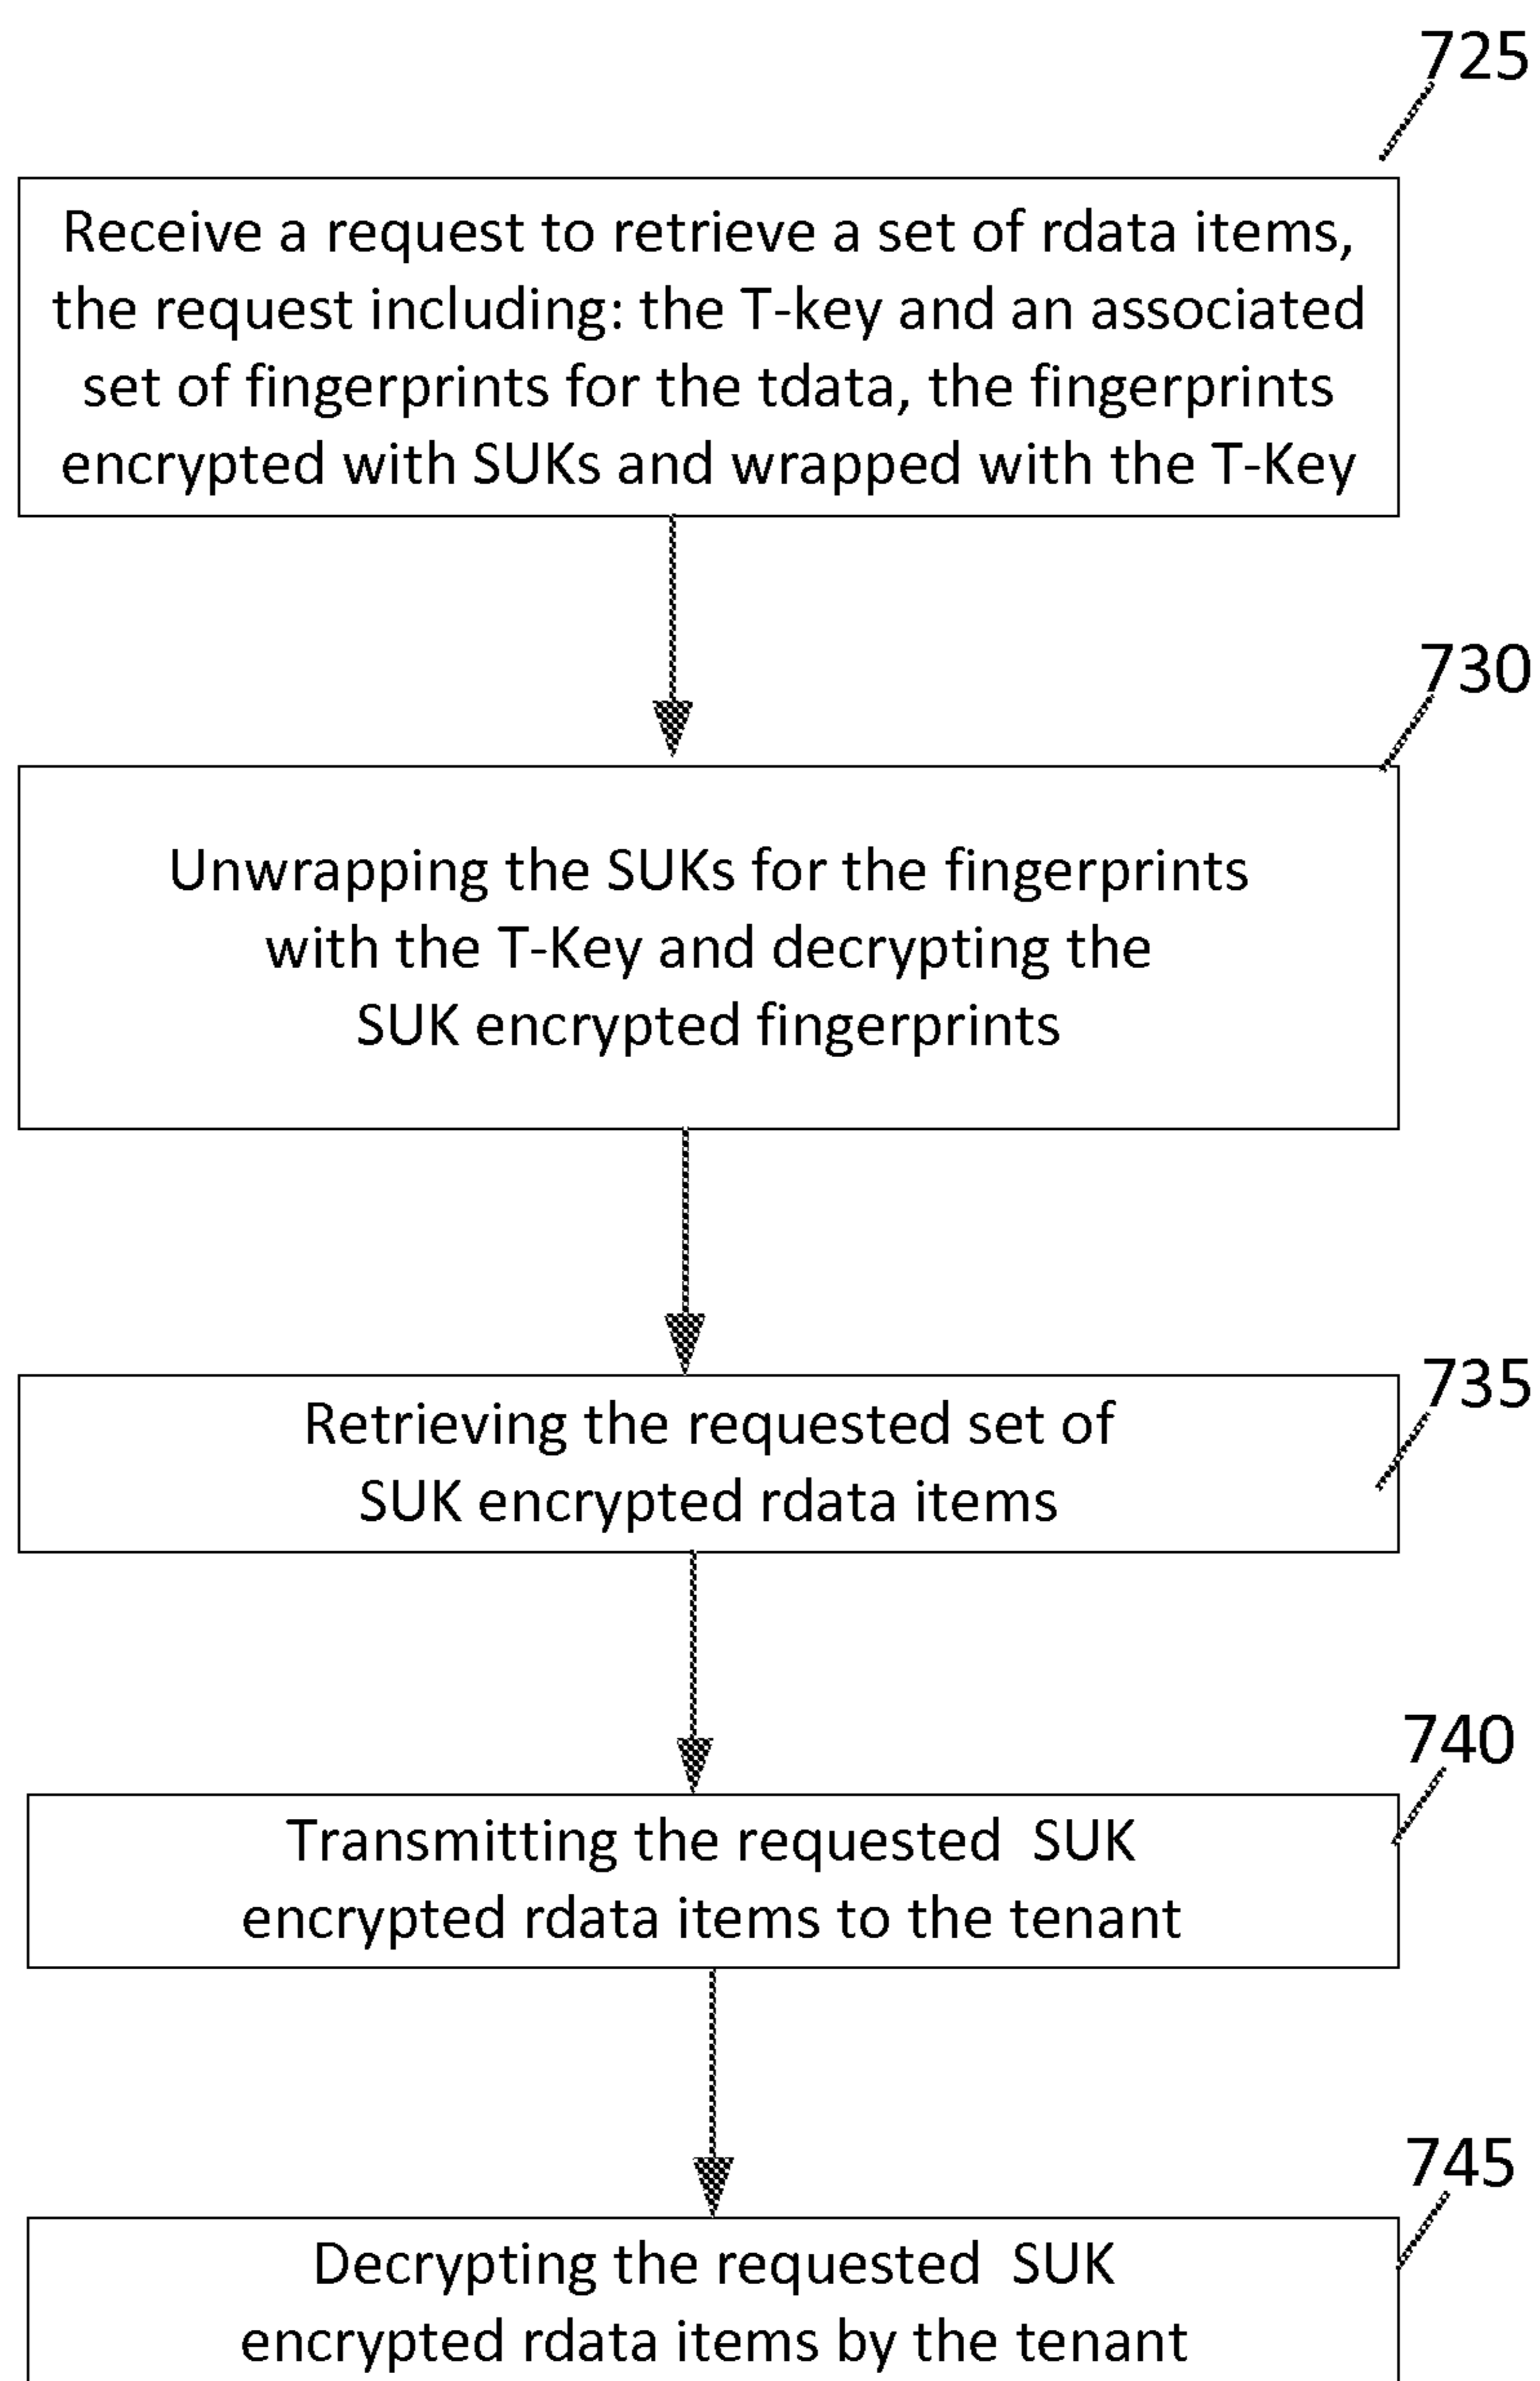 725
Receive a request to retrieve a set of rdata items,
the request including: the T-key and an associated
set of fingerprints for the tdata, the fingerprints
encrypted with SUKs and wrapped with the T-Key
730
Unwrapping the SUKs for the fingerprints
with the T-Key and decrypting the
SUK encrypted fingerprints
735
Retrieving the requested set of
SUK encrypted rdata items
740
Transmitting the requested SUK
encrypted rdata items to the tenant
745
Decrypting the requested SUK
encrypted rdata items by the tenant